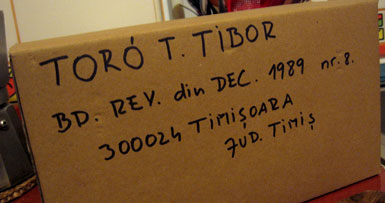 TORÓ T. TIBOR
BD. REV. din DEC. 1989 nr. 8.
300024 TIMIȘOARA
JUD. TIMIȘ